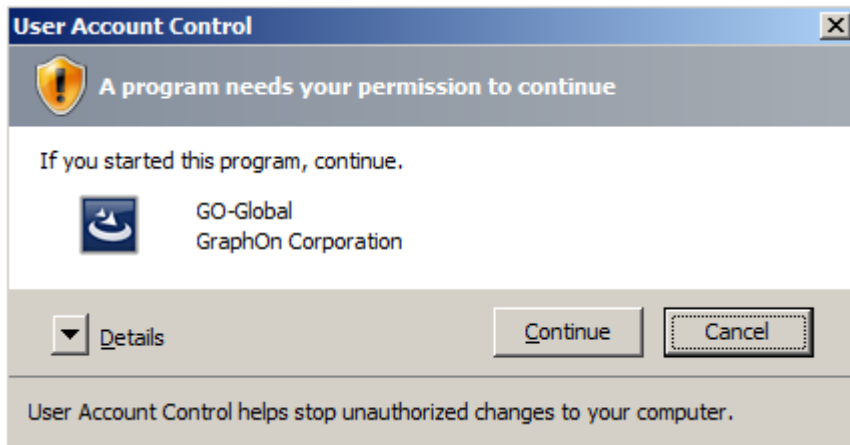 User Account Control
A program needs your permission to continue
If you started this program, continue.
GO-Global
GraphOn Corporation
Details
Continue
Cancel
User Account Control helps stop unauthorized changes to your computer.